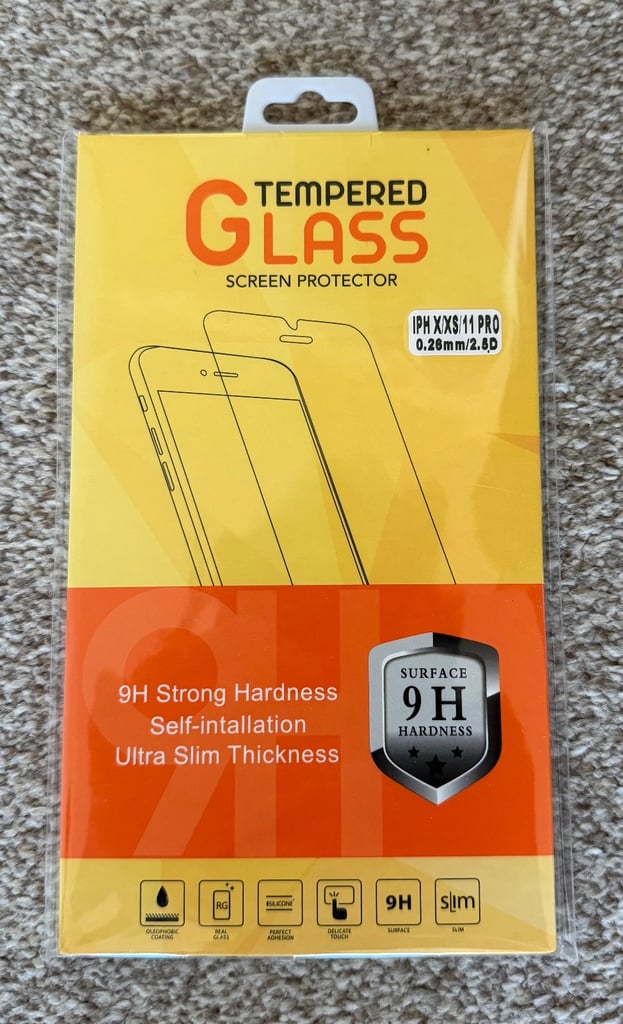 TEMPERED
GLASS
SCREEN PROTECTOR
IPH X/XS/11 PRO
0.26mm/2.5D
9H
9H Strong Hardness
Self-intallation
Ultra Slim Thickness
SURFACE
9H
HARDNESS
RG
SILICONE
9H
slim
OLEOPHOBIC
COATING
REAL
GLASS
PERFECT
ADHESION
DELICATE
TOUCH
SURFACE
SLIM